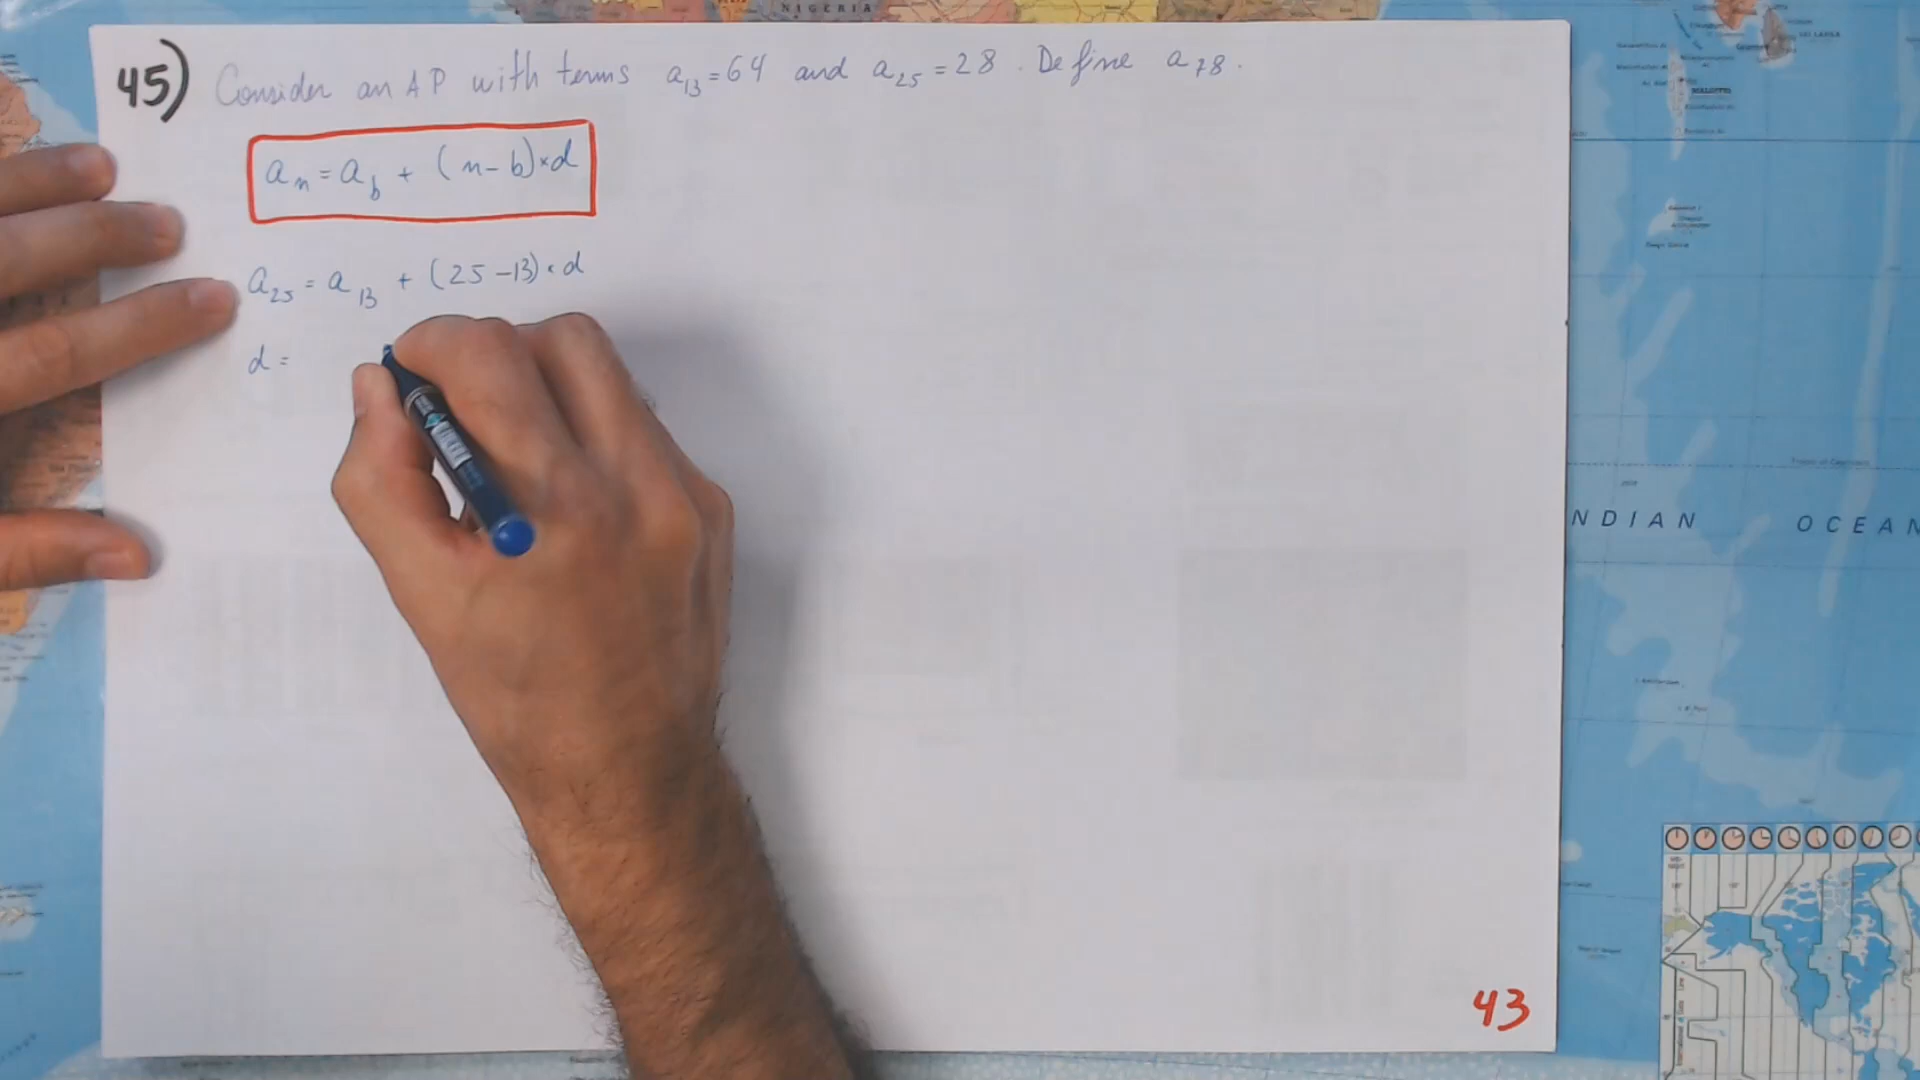 NIGERIA
45) Consider an AP with terms a₁₃=64 and a₂₅=28. Define a₇₈.
aₙ=a_b + (n-b)×d
a₂₅=a₁₃ + (25-13)×d
d =
INDIAN OCEAN
43